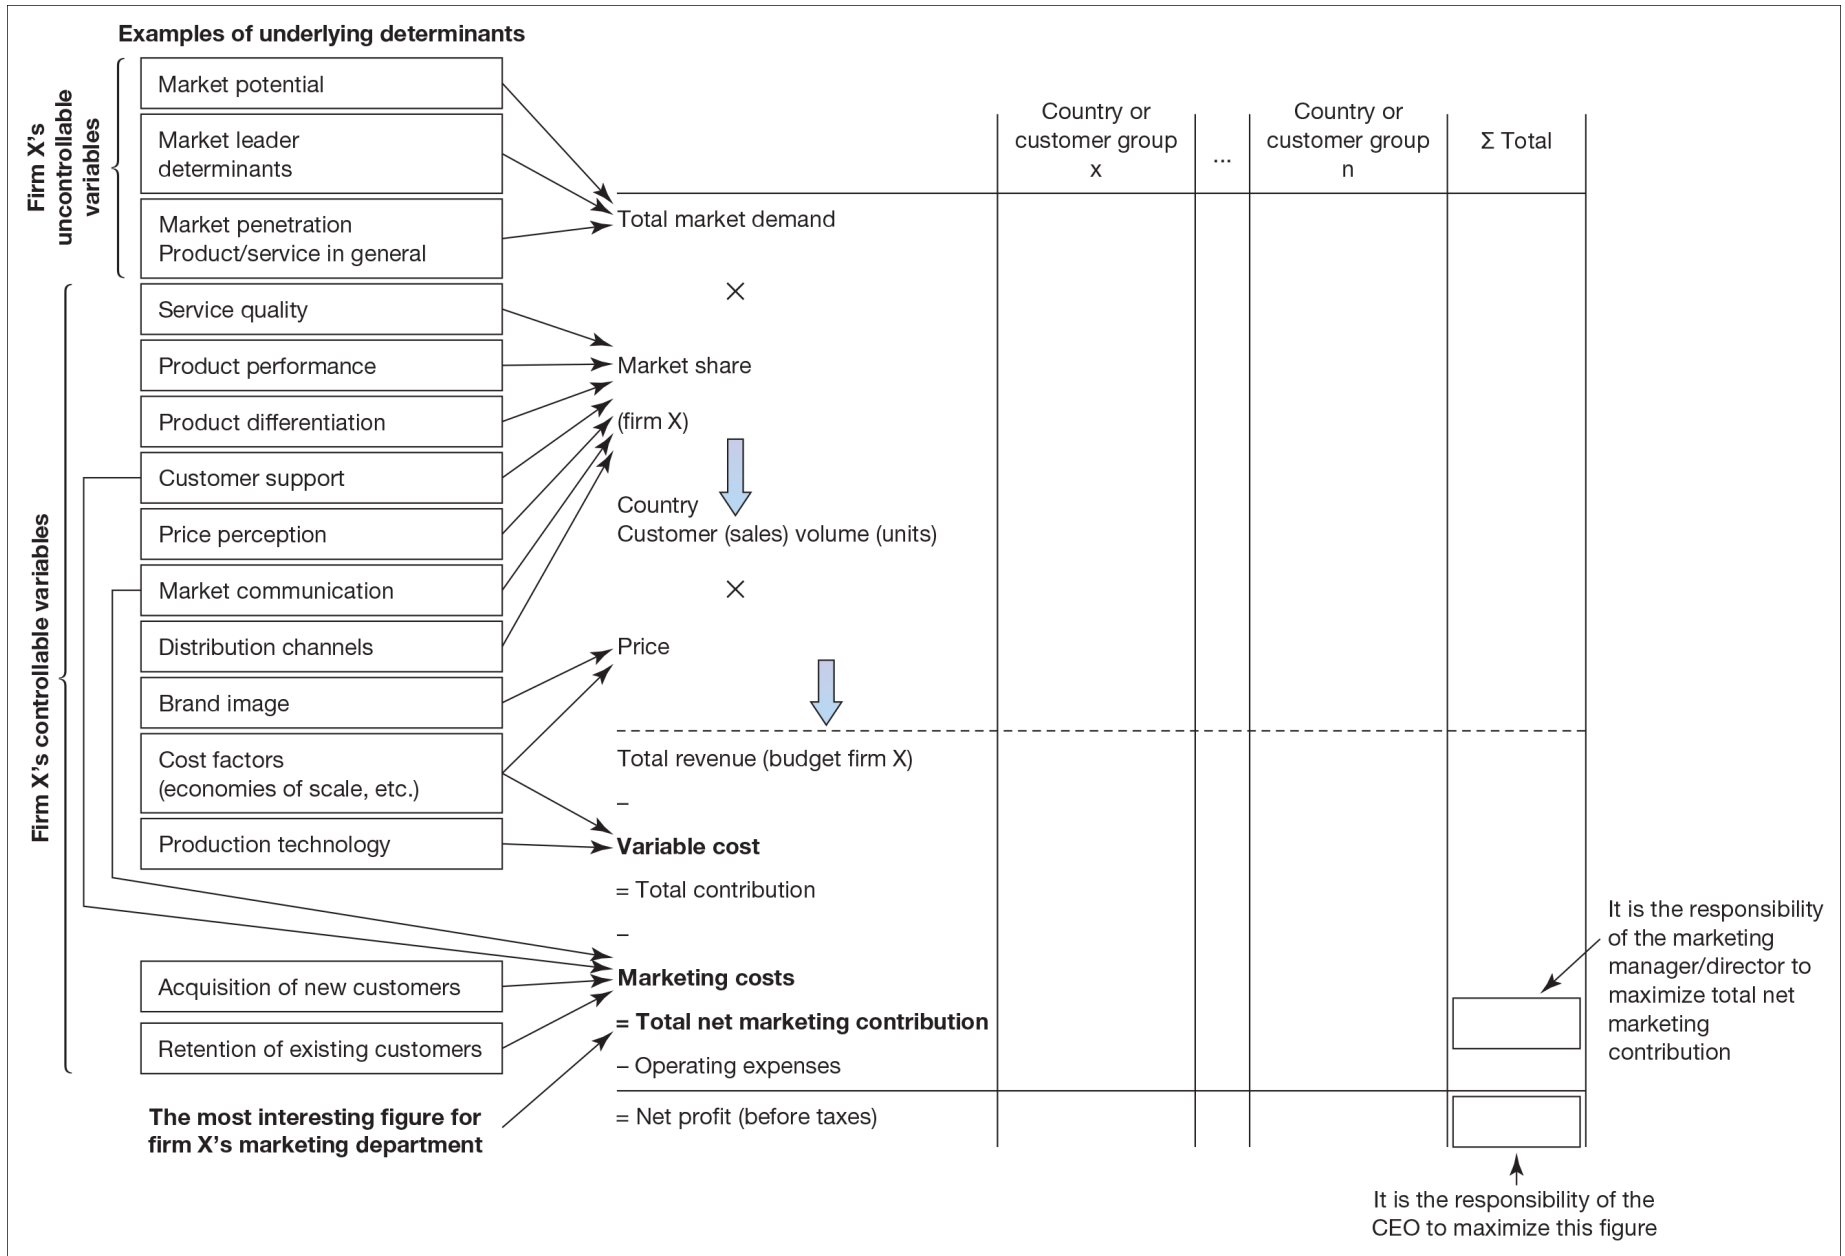 Examples of underlying determinants
Firm X's
uncontrollable
variables
Market potential
Market leader
determinants
Market penetration
Product/service in general
Firm X's controllable variables
Service quality
Product performance
Product differentiation
Customer support
Price perception
Market communication
Distribution channels
Brand image
Cost factors
(economies of scale, etc.)
Production technology
Acquisition of new customers
Retention of existing customers
The most interesting figure for
firm X's marketing department
Total market demand
×
Market share
(firm X)
Country
Customer (sales) volume (units)
×
Price
Total revenue (budget firm X)
–
Variable cost
= Total contribution
–
Marketing costs
= Total net marketing contribution
– Operating expenses
= Net profit (before taxes)
Country or
customer group
x
...
Country or
customer group
n
Σ Total
It is the responsibility
of the marketing
manager/director to
maximize total net
marketing
contribution
It is the responsibility of the
CEO to maximize this figure